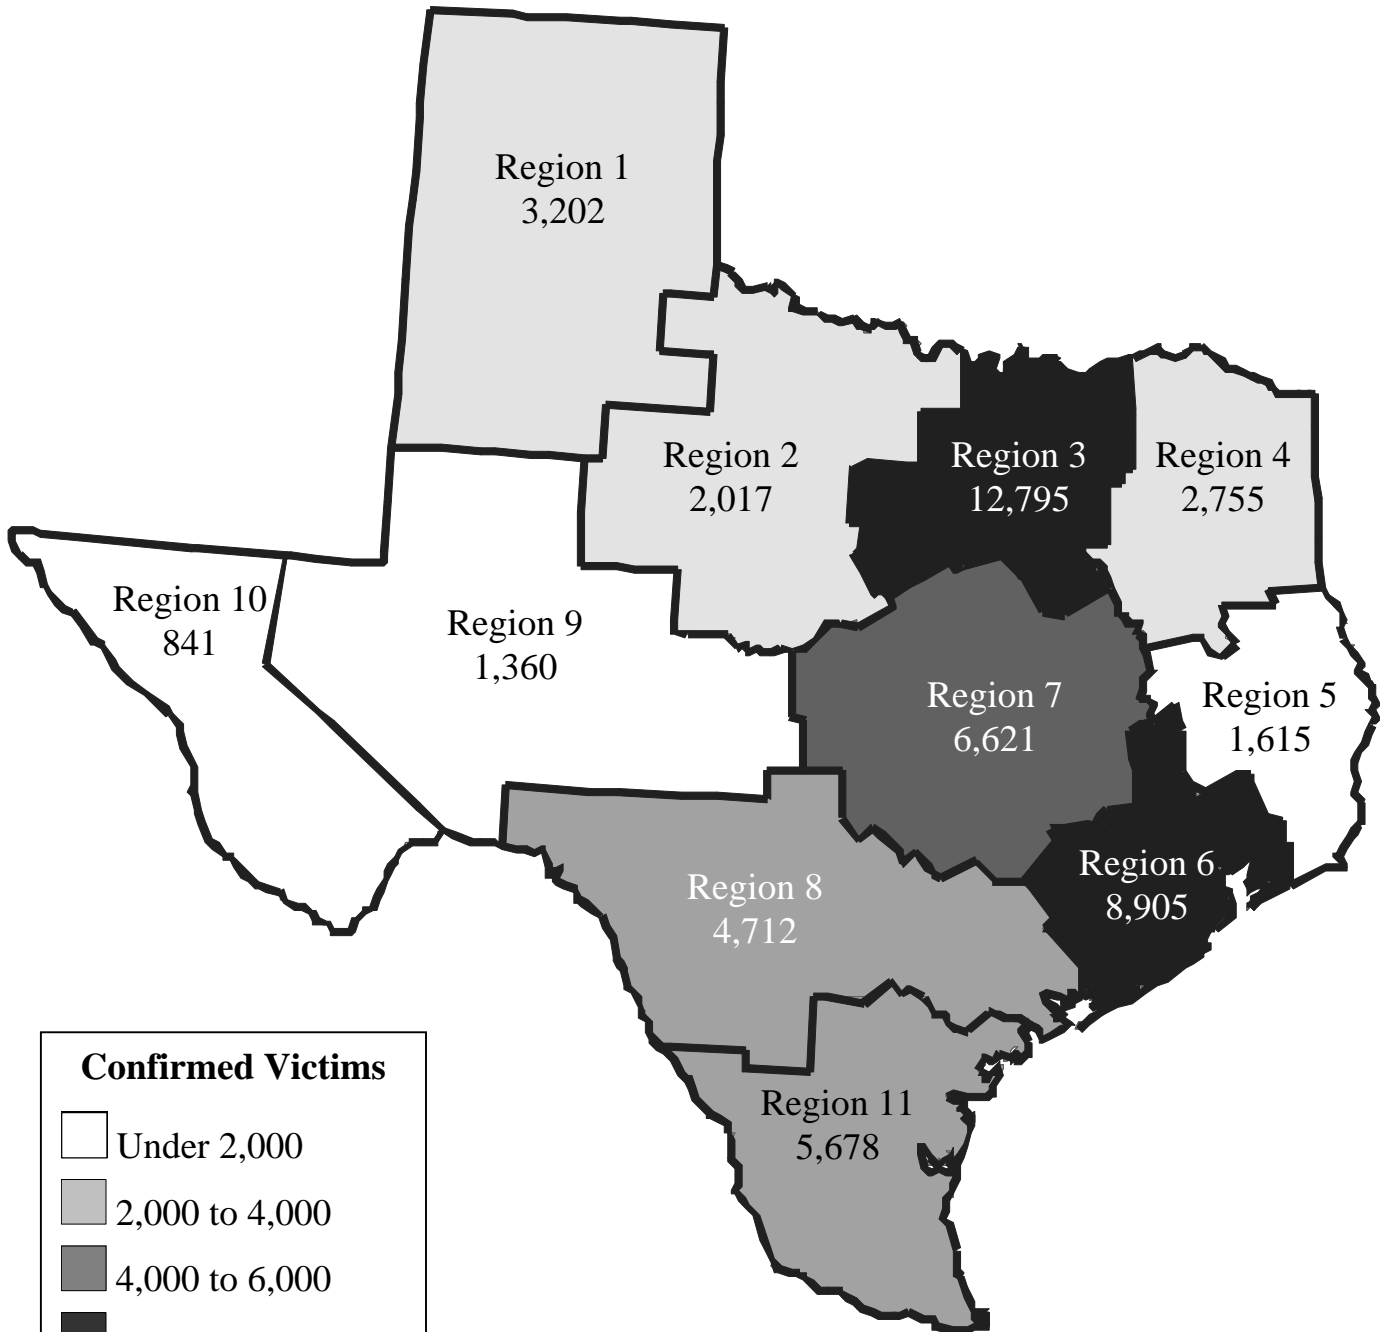 Region 1
3,202
Region 2
2,017
Region 3
12,795
Region 4
2,755
Region 10
841
Region 9
1,360
Region 7
6,621
Region 5
1,615
Region 8
4,712
Region 6
8,905
Region 11
5,678
Confirmed Victims
Under 2,000
2,000 to 4,000
4,000 to 6,000